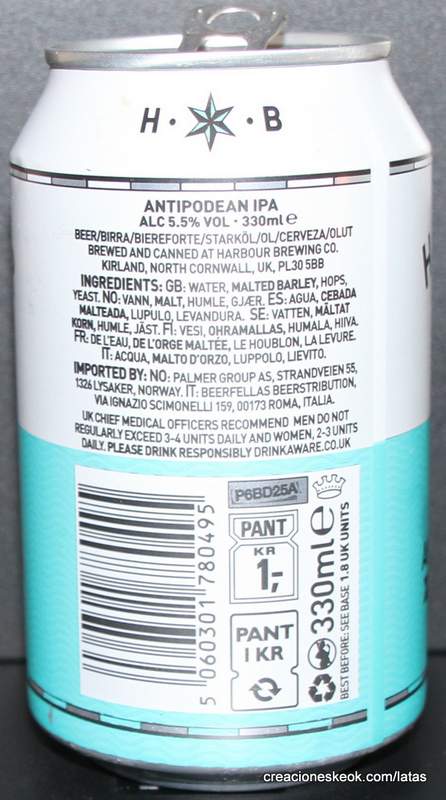 H · B
ANTIPODEAN IPA
ALC 5.5% VOL · 330ml e
BEER/BIRRA/BIEREFORTE/STARKÖL/OL/CERVEZA/OLUT
BREWED AND CANNED AT HARBOUR BREWING CO.
KIRLAND, NORTH CORNWALL, UK, PL30 5BB
INGREDIENTS: GB: WATER, MALTED BARLEY, HOPS,
YEAST. NO: VANN, MALT, HUMLE, GJÆR. ES: AGUA, CEBADA
MALTEADA, LUPULO, LEVANDURA. SE: VATTEN, MÄLTAT
KORN, HUMLE, JÄST. FI: VESI, OHRAMALLAS, HUMALA, HIIVA.
FR: DE L'EAU, DE L'ORGE MALTÉE, LE HOUBLON, LA LEVURE.
IT: ACQUA, MALTO D'ORZO, LUPPOLO, LIEVITO.
IMPORTED BY: NO: PALMER GROUP AS, STRANDVEIEN 55,
1326 LYSAKER, NORWAY. IT: BEERFELLAS BEERSTRIBUTION,
VIA IGNAZIO SCIMONELLI 159, 00173 ROMA, ITALIA.
UK CHIEF MEDICAL OFFICERS RECOMMEND MEN DO NOT
REGULARLY EXCEED 3-4 UNITS DAILY AND WOMEN, 2-3 UNITS
DAILY. PLEASE DRINK RESPONSIBLY DRINKAWARE.CO.UK
5 060301 780495
P6BD25A
PANT
KR
1,-
PANT
1 KR
330ml e
BEST BEFORE: SEE BASE 1.8 UK UNITS
creacioneskeok.com/latas